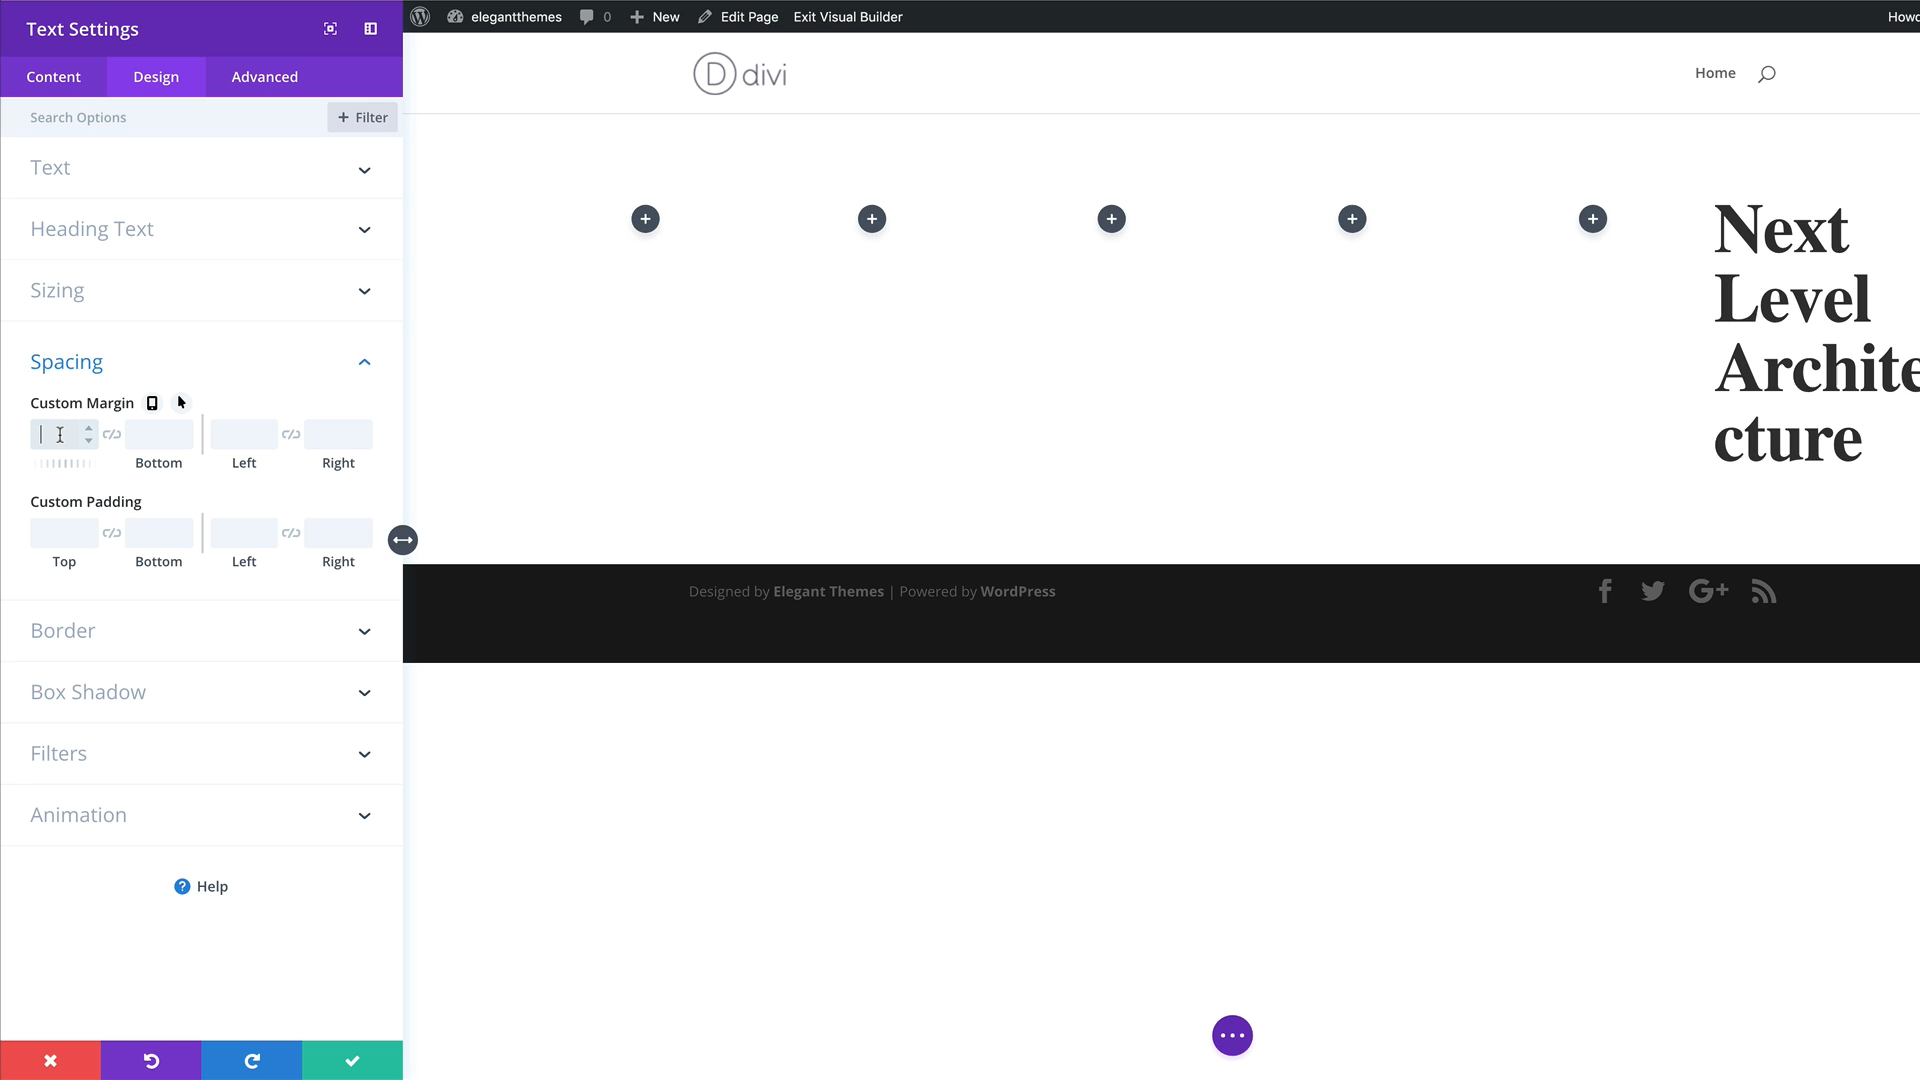 Text Settings
Content
Design
Advanced
Search Options
+ Filter
Text
Heading Text
Sizing
Spacing
Custom Margin
Bottom
Left
Right
Custom Padding
Top
Bottom
Left
Right
Border
Box Shadow
Filters
Animation
? Help
elegantthemes
0
+ New
Edit Page
Exit Visual Builder
Howd
D divi
Home
Next
Level
Archite
cture
Designed by Elegant Themes | Powered by WordPress